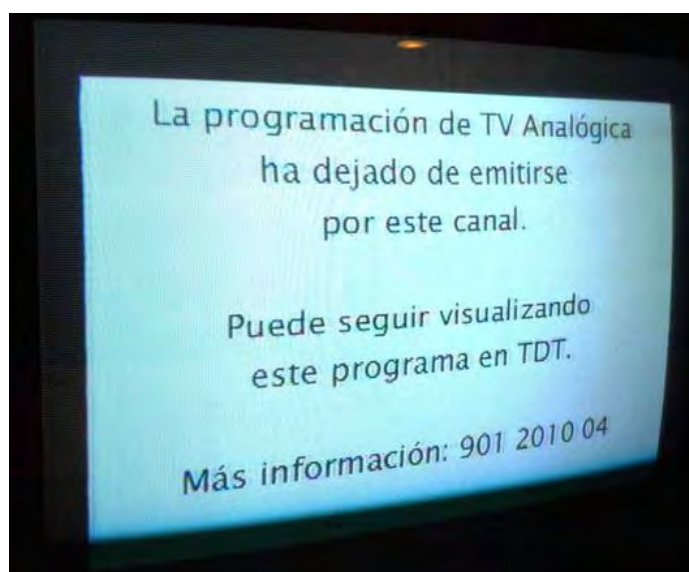 La programación de TV Analógica
ha dejado de emitirse
por este canal.
Puede seguir visualizando
este programa en TDT.
Más información: 901 2010 04